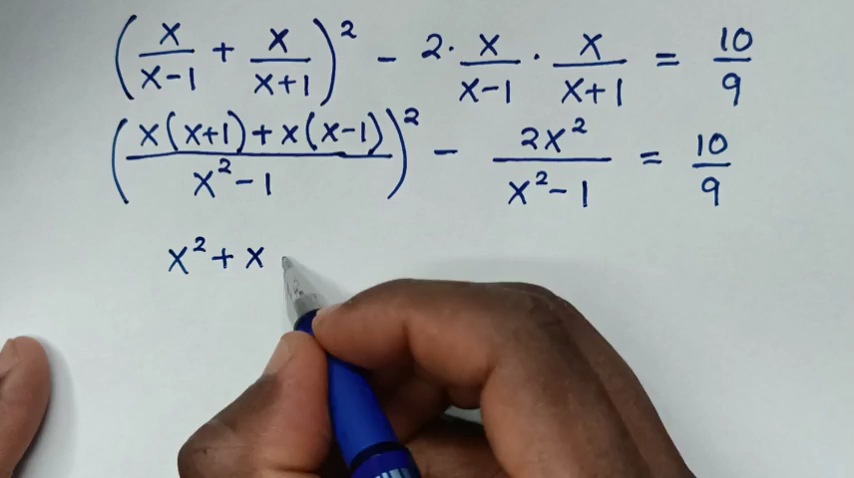 (x/(x-1) + x/(x+1))² - 2·x/(x-1)·x/(x+1) = 10/9
((x(x+1)+x(x-1))/(x²-1))² - 2x²/(x²-1) = 10/9
x² + x